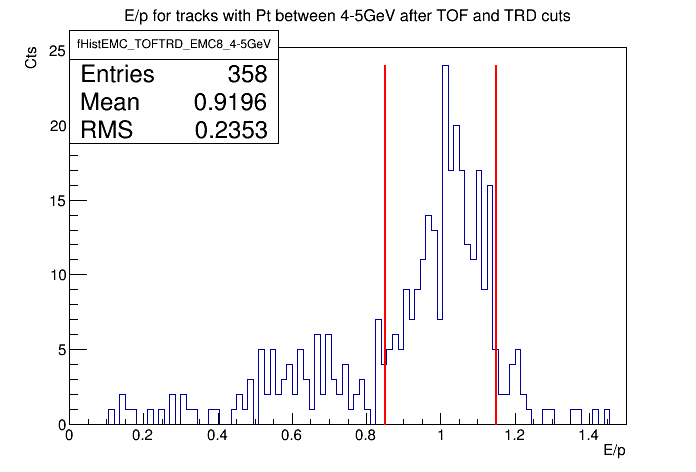 E/p for tracks with Pt between 4-5GeV after TOF and TRD cuts
Cts
fHistEMC_TOFTRD_EMC8_4-5GeV
Entries 358
Mean 0.9196
RMS 0.2353
25
20
15
10
5
0
0 0.2 0.4 0.6 0.8 1 1.2 1.4
E/p